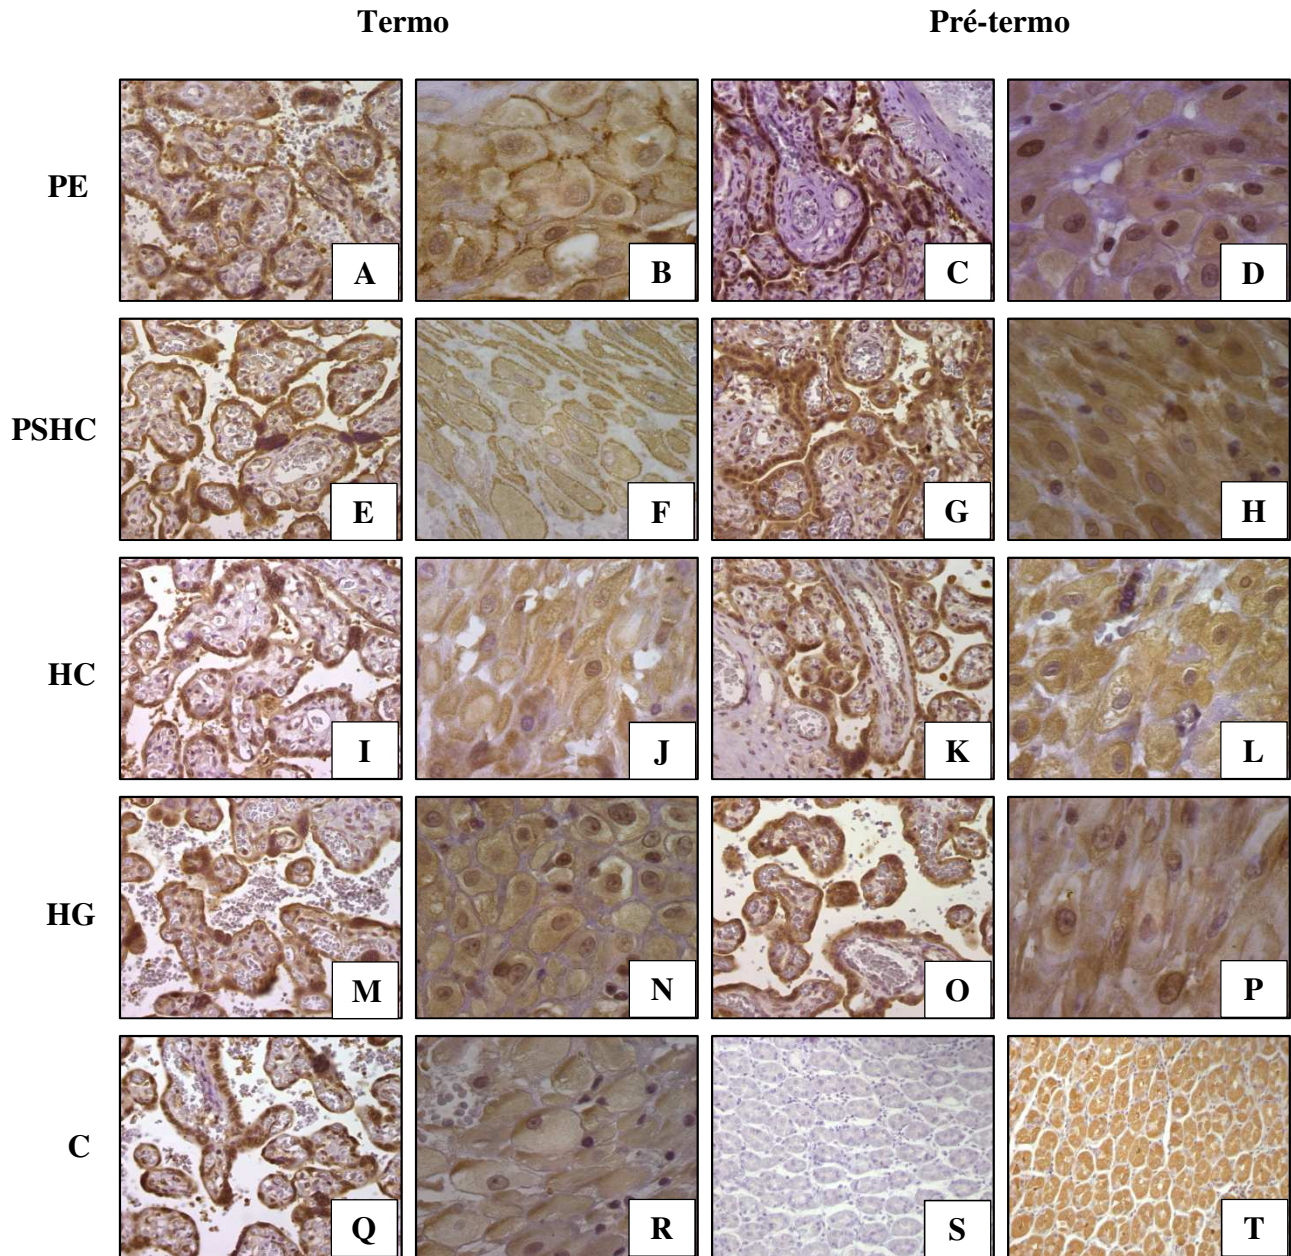 Termo Pré-termo
PE
A B C D
PSHC
E F G H
HC
I J K L
HG
M N O P
C
Q R S T